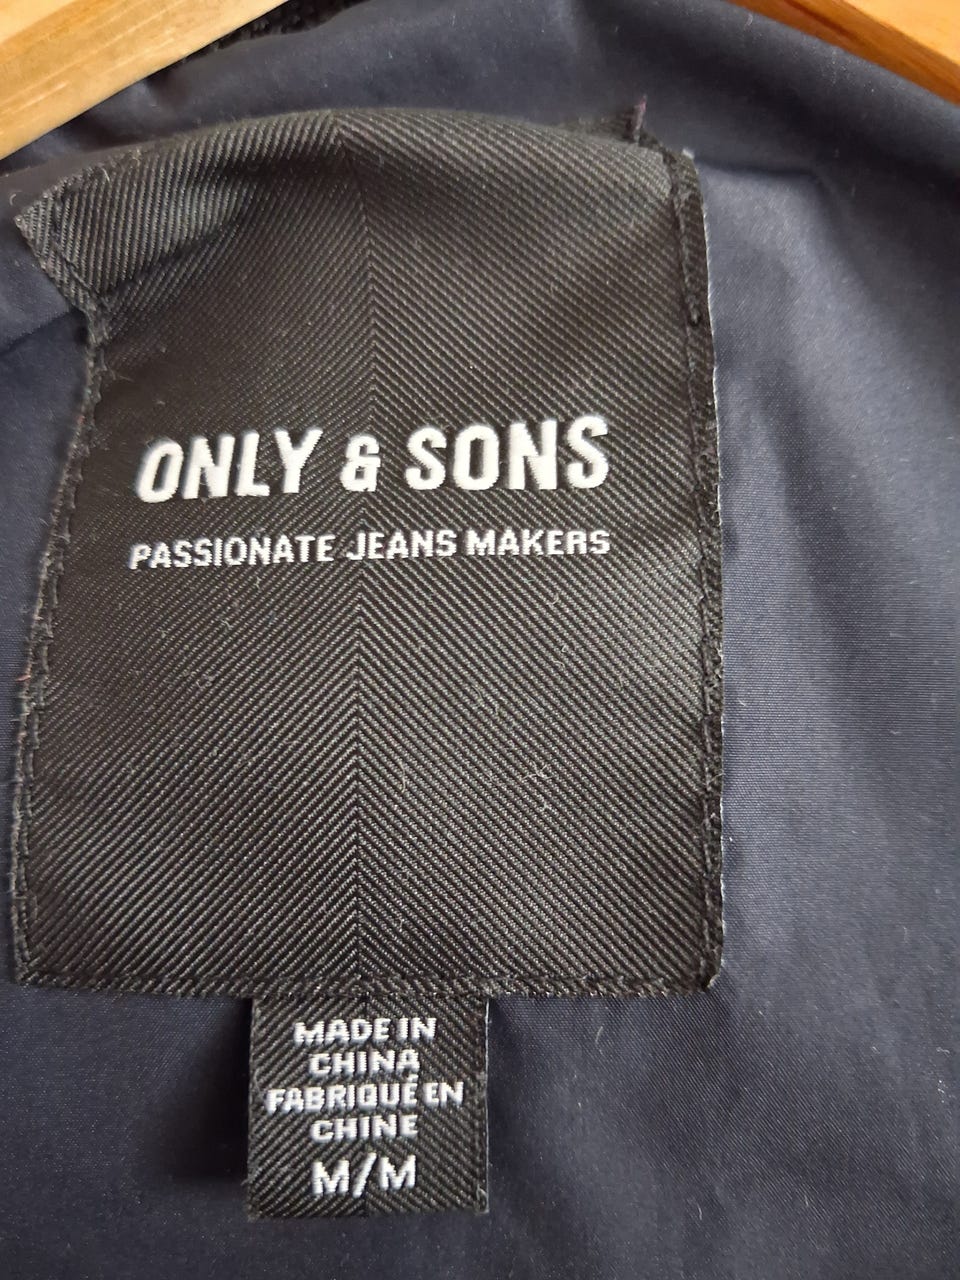 ONLY & SONS
PASSIONATE JEANS MAKERS
MADE IN
CHINA
FABRIQUÉ EN
CHINE
M/M